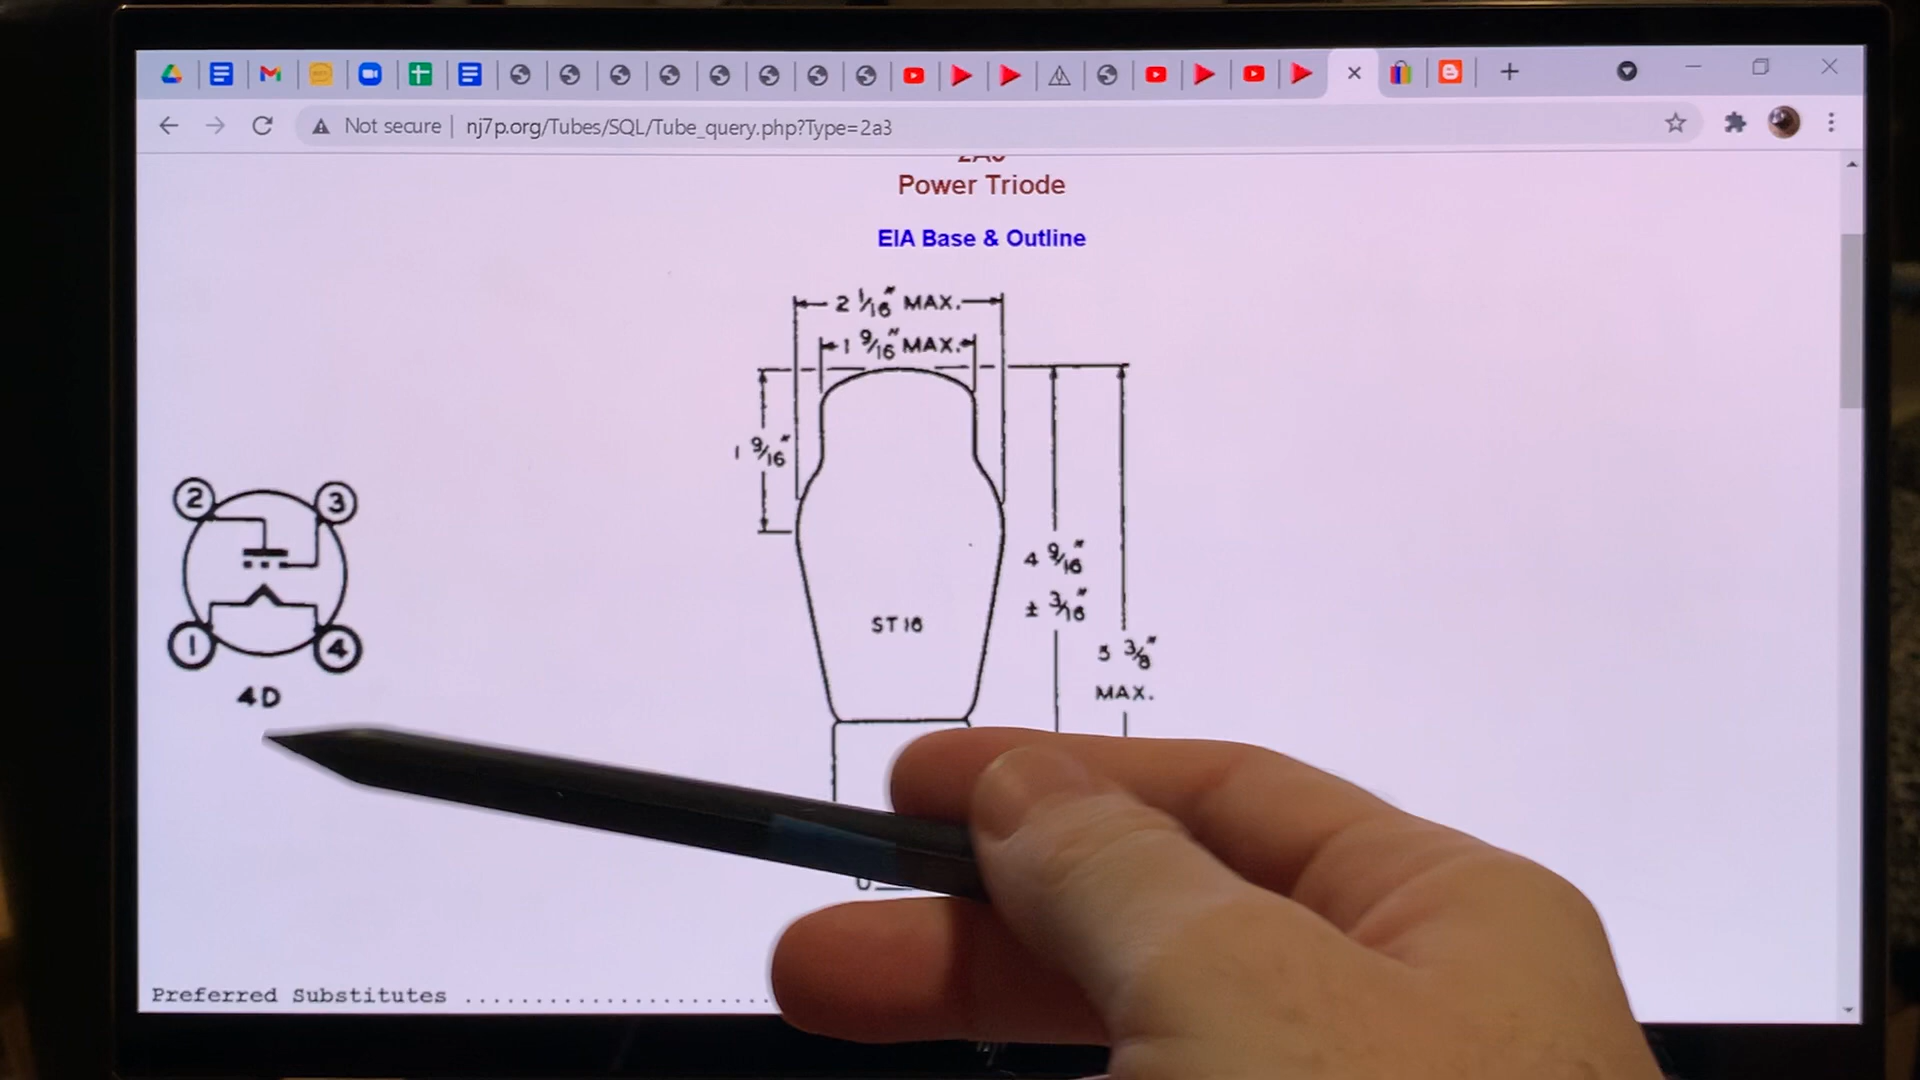 Not secure | nj7p.org/Tubes/SQL/Tube_query.php?Type=2a3
Power Triode
EIA Base & Outline
2 1/16" MAX.
1 9/16" MAX.
1 9/16"
2
3
1
4
4D
4 9/16"
± 3/16"
ST16
5 3/8"
MAX.
Preferred Substitutes ......................